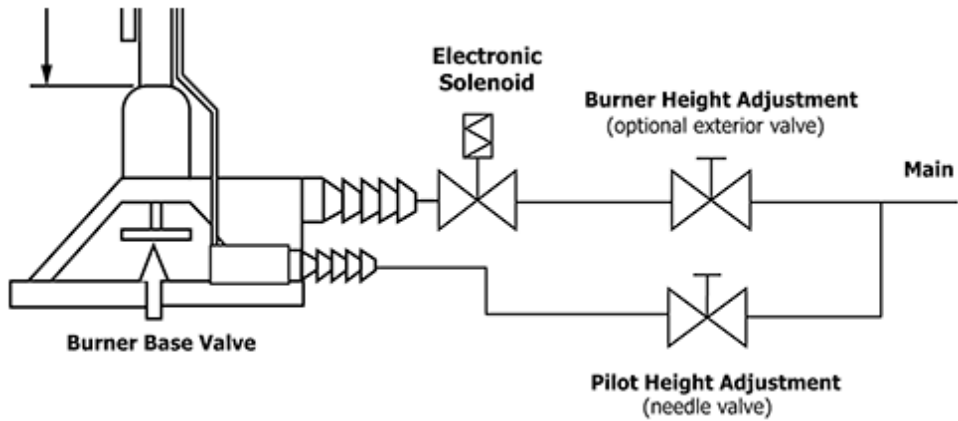 Electronic
Solenoid
Burner Height Adjustment
(optional exterior valve)
Main
Burner Base Valve
Pilot Height Adjustment
(needle valve)